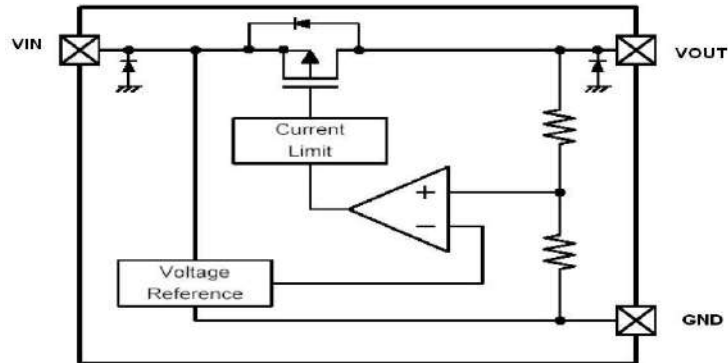 VIN
VOUT
Current
Limit
+
−
Voltage
Reference
GND